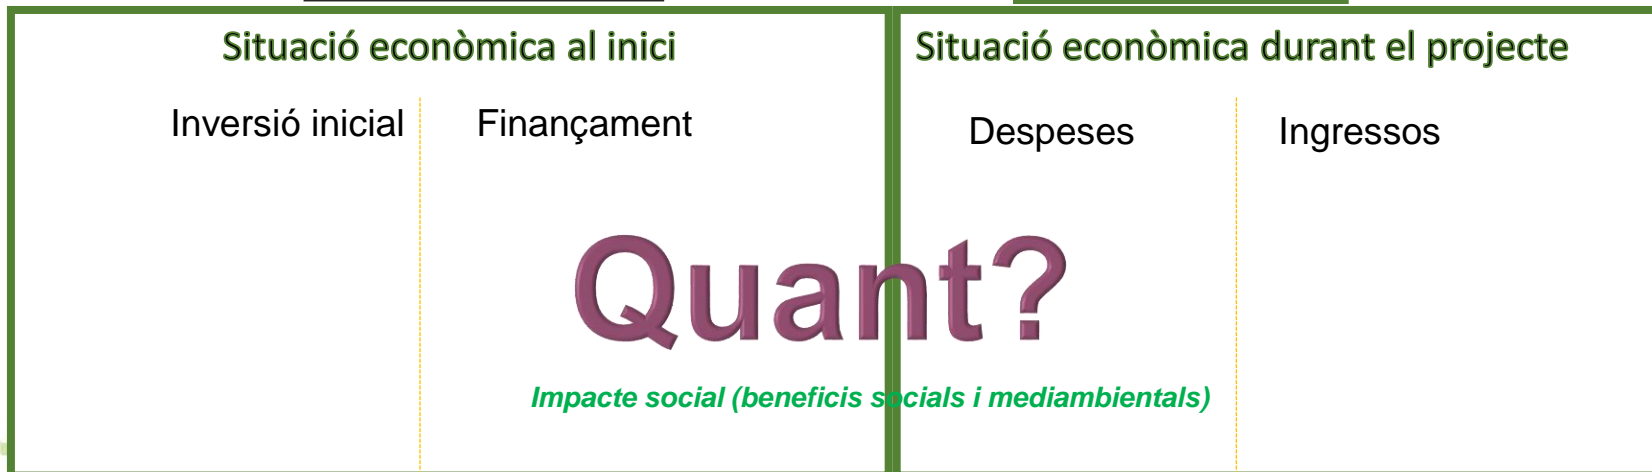 Situació econòmica al inici
Situació econòmica durant el projecte
Inversió inicial
Finançament
Despeses
Ingressos
Quant?
Impacte social (beneficis socials i mediambientals)